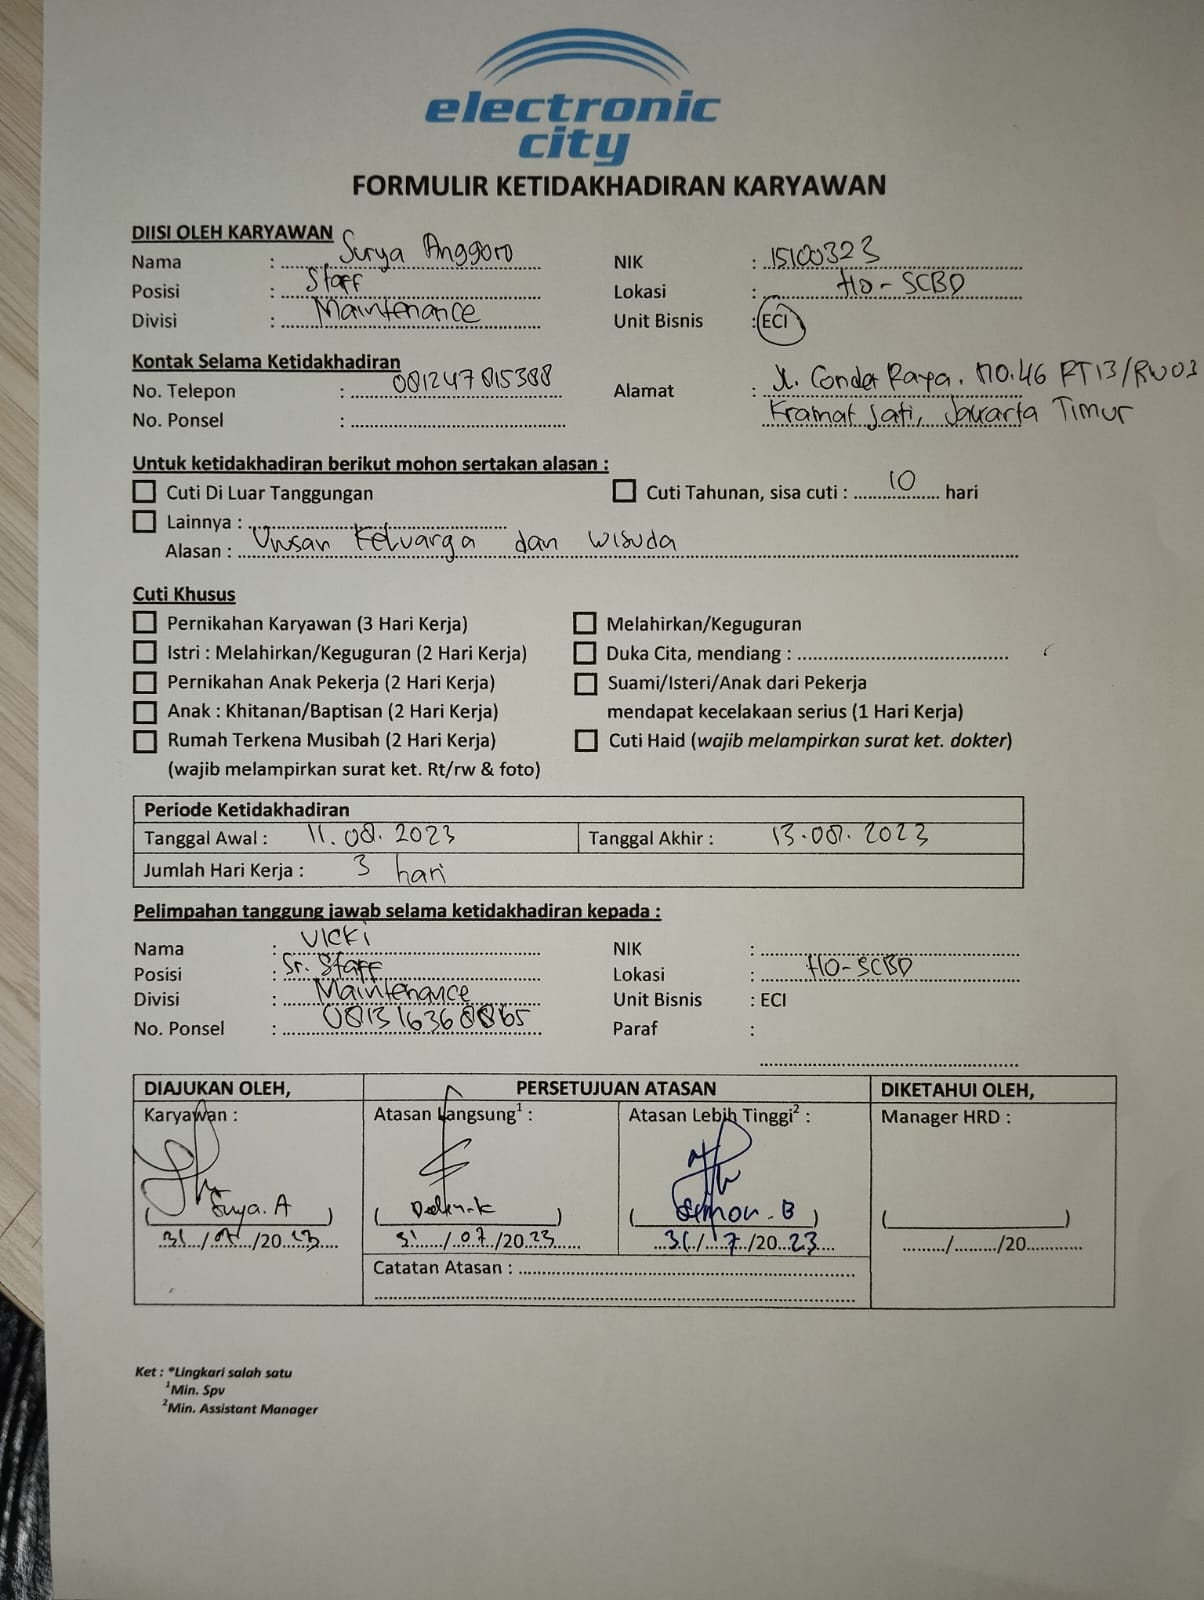 electronic
city
FORMULIR KETIDAKHADIRAN KARYAWAN
DIISI OLEH KARYAWAN
Nama : Surya Anggoro NIK : 15100323
Posisi : Staff Lokasi : HO-SCBD
Divisi : Maintenance Unit Bisnis : ECI
Kontak Selama Ketidakhadiran
No. Telepon : 081247815388 Alamat : Jl. Condet Raya. no.46 RT13/RW03
No. Ponsel : Kramat Jati, Jakarta Timur
Untuk ketidakhadiran berikut mohon sertakan alasan :
Cuti Di Luar Tanggungan Cuti Tahunan, sisa cuti : 10 hari
Lainnya :
Alasan : Urusan Keluarga dan wisuda
Cuti Khusus
Pernikahan Karyawan (3 Hari Kerja) Melahirkan/Keguguran
Istri : Melahirkan/Keguguran (2 Hari Kerja) Duka Cita, mendiang :
Pernikahan Anak Pekerja (2 Hari Kerja) Suami/Isteri/Anak dari Pekerja
Anak : Khitanan/Baptisan (2 Hari Kerja) mendapat kecelakaan serius (1 Hari Kerja)
Rumah Terkena Musibah (2 Hari Kerja) Cuti Haid (wajib melampirkan surat ket. dokter)
(wajib melampirkan surat ket. Rt/rw & foto)
Periode Ketidakhadiran
Tanggal Awal : 11.08.2023 Tanggal Akhir : 13.08.2023
Jumlah Hari Kerja : 3 hari
Pelimpahan tanggung jawab selama ketidakhadiran kepada :
Nama : Vicki NIK :
Posisi : Sr. Staff Lokasi : HO-SCBD
Divisi : Maintenance Unit Bisnis : ECI
No. Ponsel : 081316368865 Paraf :
DIAJUKAN OLEH, PERSETUJUAN ATASAN DIKETAHUI OLEH,
Karyawan : Atasan Langsung1 : Atasan Lebih Tinggi2 : Manager HRD :
(Surya. A) ( ) ( . B) ( )
31/07/2023 31/07/2023 31/7/2023 /20
Catatan Atasan :
Ket : *Lingkari salah satu
1Min. Spv
2Min. Assistant Manager